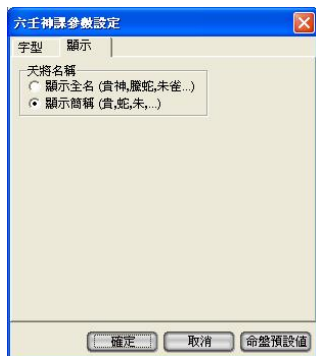 六壬神課參數設定
字型 顯示
天將名稱
顯示全名 (貴神,騰蛇,朱雀...)
顯示簡稱 (貴,蛇,朱,...)
確定 取消 命盤預設值